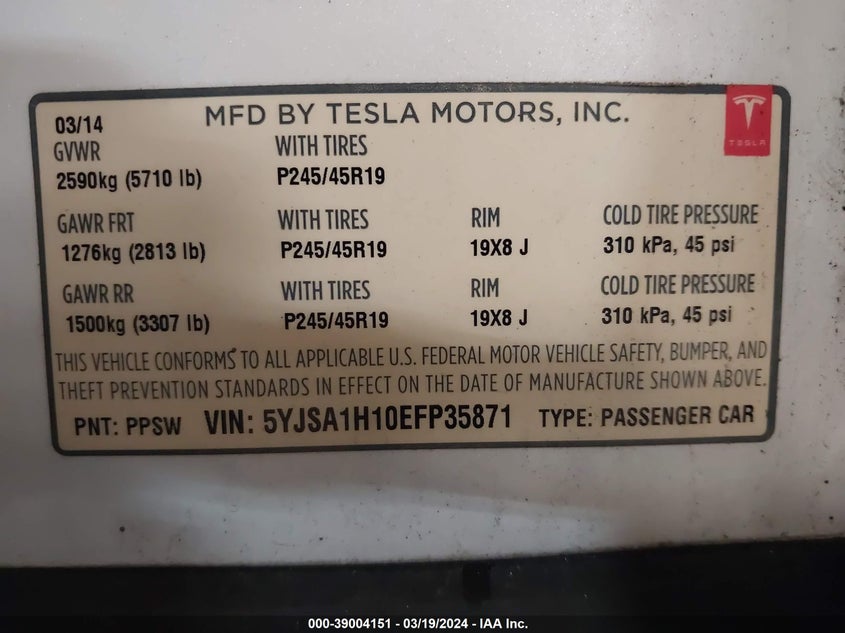 03/14
MFD BY TESLA MOTORS, INC.
TESLA
GVWR WITH TIRES
2590kg (5710 lb) P245/45R19
GAWR FRT WITH TIRES RIM COLD TIRE PRESSURE
1276kg (2813 lb) P245/45R19 19X8 J 310 kPa, 45 psi
GAWR RR WITH TIRES RIM COLD TIRE PRESSURE
1500kg (3307 lb) P245/45R19 19X8 J 310 kPa, 45 psi
THIS VEHICLE CONFORMS TO ALL APPLICABLE U.S. FEDERAL MOTOR VEHICLE SAFETY, BUMPER, AND
THEFT PREVENTION STANDARDS IN EFFECT ON THE DATE OF MANUFACTURE SHOWN ABOVE.
PNT: PPSW VIN: 5YJSA1H10EFP35871 TYPE: PASSENGER CAR
000-39004151 - 03/19/2024 - IAA Inc.